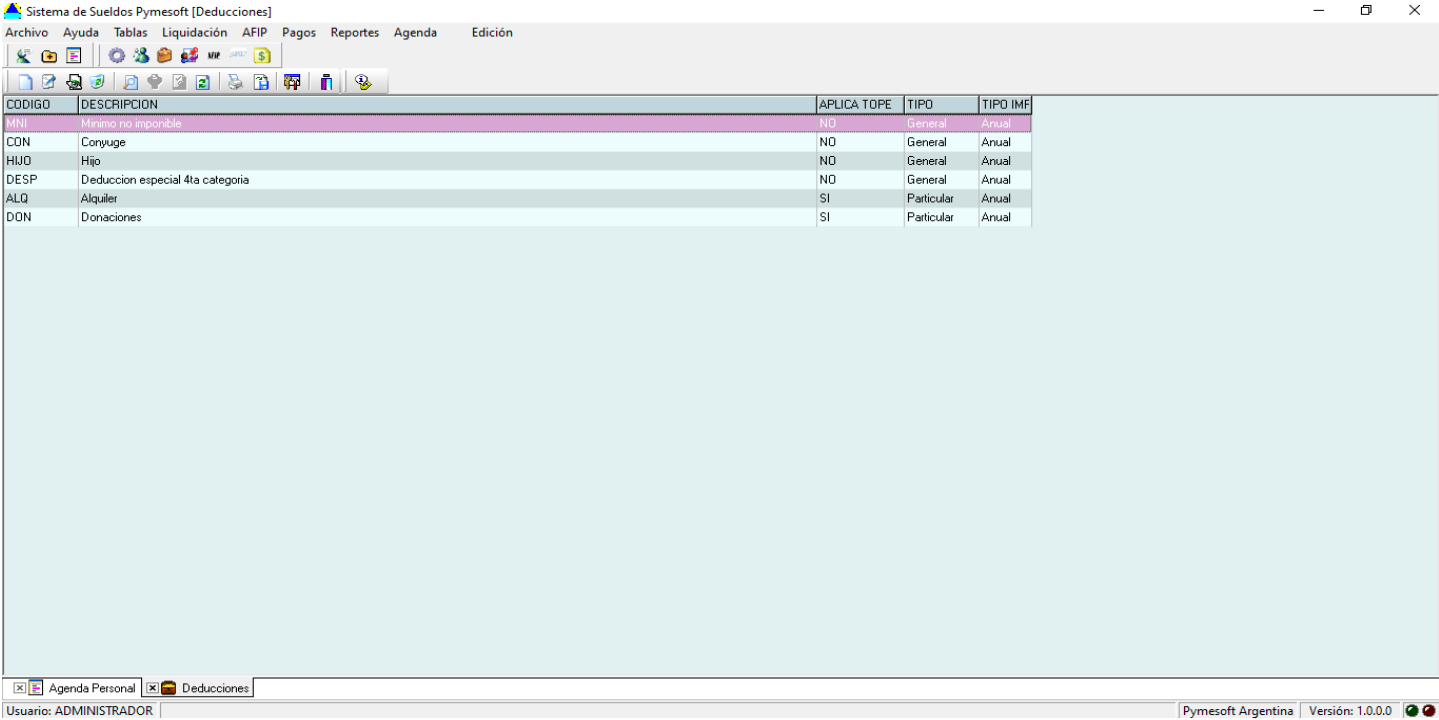 Sistema de Sueldos Pymesoft [Deducciones]
Archivo Ayuda Tablas Liquidación AFIP Pagos Reportes Agenda Edición
CODIGO DESCRIPCION APLICA TOPE TIPO TIPO IMF
MNI Minimo no imponible NO General Anual
CON Conyuge NO General Anual
HIJO Hijo NO General Anual
DESP Deduccion especial 4ta categoria NO General Anual
ALQ Alquiler SI Particular Anual
DON Donaciones SI Particular Anual
Agenda Personal Deducciones
Usuario: ADMINISTRADOR Pymesoft Argentina Versión: 1.0.0.0